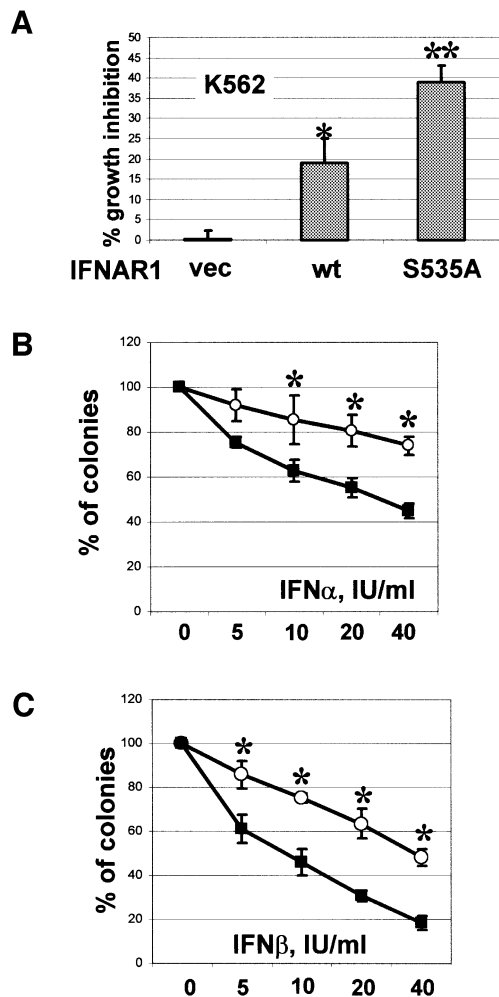 A
% growth inhibition
50
45
40
35
30
25
20
15
10
5
0
K562
*
**
IFNAR1 vec wt S535A
B
% of colonies
120
100
80
60
40
20
0
* * *
IFNα, IU/ml
0 5 10 20 40
C
% of colonies
120
100
80
60
40
20
0
* * * *
IFNβ, IU/ml
0 5 10 20 40